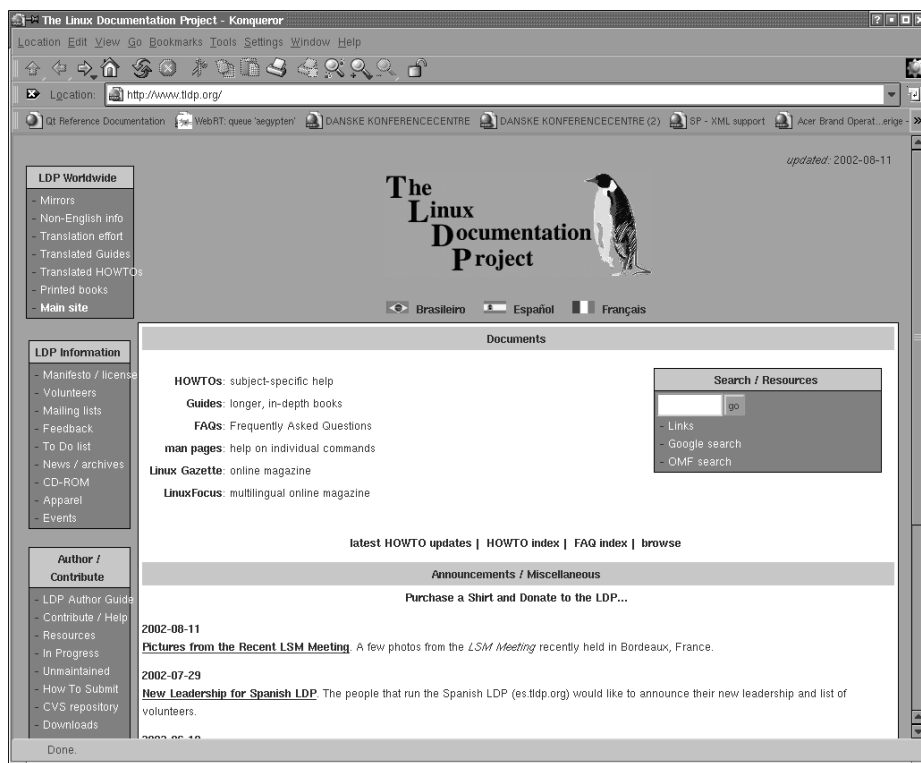 The Linux Documentation Project - Konqueror
Location Edit View Go Bookmarks Tools Settings Window Help
Location: http://www.tldp.org/
Qt Reference Documentation WebRT: queue 'aegypten' DANSKE KONFERENCECENTRE DANSKE KONFERENCECENTRE (2) SP - XML support Acer Brand Operat...erige -
updated: 2002-08-11
LDP Worldwide
- Mirrors
- Non-English info
- Translation effort
- Translated Guides
- Translated HOWTOs
- Printed books
- Main site
The
Linux
Documentation
Project
Brasileiro Español Français
LDP Information
- Manifesto / license
- Volunteers
- Mailing lists
- Feedback
- To Do list
- News / archives
- CD-ROM
- Apparel
- Events
Author /
Contribute
- LDP Author Guide
- Contribute / Help
- Resources
- In Progress
- Unmaintained
- How To Submit
- CVS repository
- Downloads
Documents
HOWTOs: subject-specific help
Guides: longer, in-depth books
FAQs: Frequently Asked Questions
man pages: help on individual commands
Linux Gazette: online magazine
LinuxFocus: multilingual online magazine
Search / Resources
go
- Links
- Google search
- OMF search
latest HOWTO updates | HOWTO index | FAQ index | browse
Announcements / Miscellaneous
Purchase a Shirt and Donate to the LDP...
2002-08-11
Pictures from the Recent LSM Meeting. A few photos from the LSM Meeting recently held in Bordeaux, France.
2002-07-29
New Leadership for Spanish LDP. The people that run the Spanish LDP (es.tldp.org) would like to announce their new leadership and list of
volunteers.
Done.